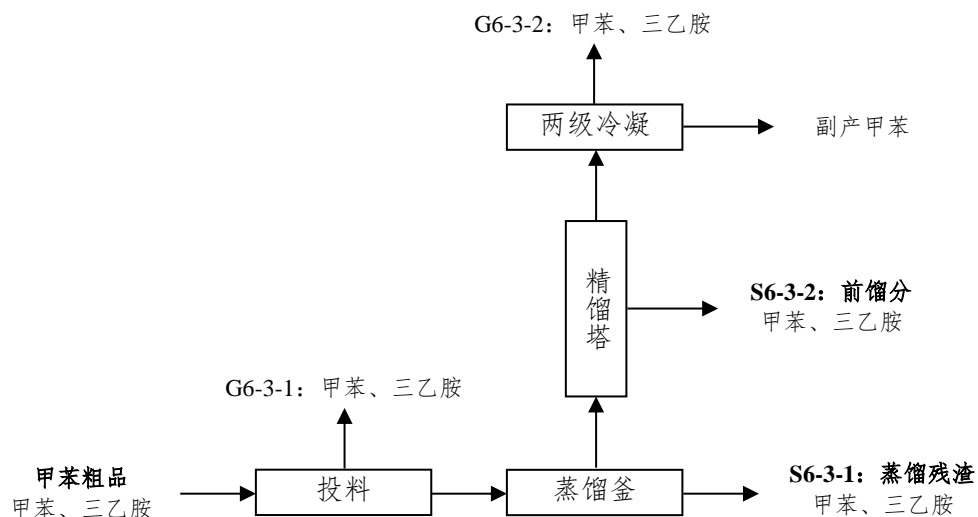 G6-3-2：甲苯、三乙胺
两级冷凝
副产甲苯
精馏塔
S6-3-2：前馏分
甲苯、三乙胺
G6-3-1：甲苯、三乙胺
甲苯粗品
甲苯、三乙胺
投料
蒸馏釜
S6-3-1：蒸馏残渣
甲苯、三乙胺